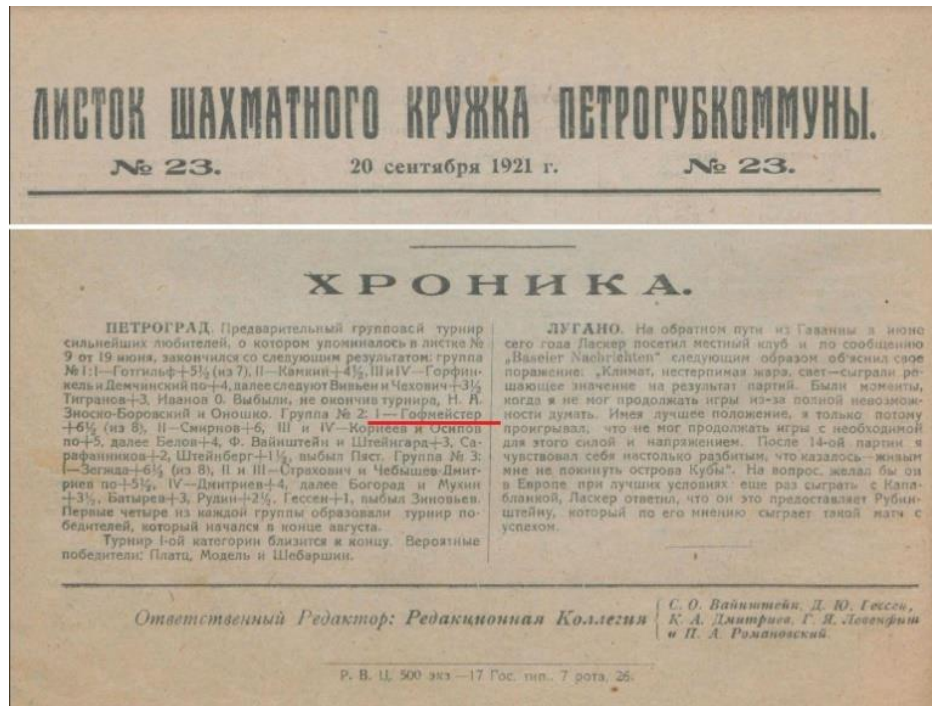 ЛИСТОК ШАХМАТНОГО КРУЖКА ПЕТРОГУБКОММУНЫ.
№ 23. 20 сентября 1921 г. № 23.
ХРОНИКА.
ПЕТРОГРАД. Предварительный групповой турнир
сильнейших любителей, о котором упоминалось в листке №
9 от 19 июня, закончился со следующим результатом: группа
№ 1: I—Готгильф+5½ (из 7), II—Камкин+4½, III и IV—Горфин-
кель и Демчинский по+4, далее следуют Вивьен и Чехович+3½
Тигранов+3, Иванов 0. Выбыли, не окончив турнира, Н. А.
Зноско-Боровский и Оношко. Группа № 2: I—Гофмейстер
+6½ (из 8), II—Смирнов+6, III и IV—Корнеев и Осипов
по+5, далее Белов+4, Ф. Вайнштейн и Штейнгард+3, Са-
рафанников+2, Штейнберг+1½, выбыл Пяст. Группа № 3:
I—Зегжда+6½ (из 8), II и III—Страхович и Чебышев-Дмит-
риев по+5½, IV—Дмитриев+4, далее Богорад и Мухин
+3½, Батырев+3, Рудин+2½, Гессен+1, выбыл Зиновьев.
Первые четыре из каждой группы образовали турнир по-
бедителей, который начался в конце августа.
Турнир I-ой категории близится к концу. Вероятные
победители: Платц, Модель и Шебаршин.
ЛУГАНО. На обратном пути из Гаванны в июне
сего года Ласкер посетил местный клуб и по сообщению
„Baseler Nachrichten" следующим образом об'яснил свое
поражение: „Климат, нестерпимая жара, свет—сыграли ре-
шающее значение на результат партий. Были моменты,
когда я не мог продолжать игры из-за полной невозмож-
ности думать. Имея лучшее положение, я только потому
проигрывал, что не мог продолжать игры с необходимой
для этого силой и напряжением. После 14-ой партии я
чувствовал себя настолько разбитым, что казалось—живым
мне не покинуть острова Кубы". На вопрос, желал бы он
в Европе при лучших условиях еще раз сыграть с Капа-
бланкой, Ласкер ответил, что он это предоставляет Рубин-
штейну, который по его мнению сыграет такой матч с
успехом.
Ответственный Редактор: Редакционная Коллегия
С. О. Вайнштейн, Д. Ю. Гессен,
К. А. Дмитриев, Г. Я. Левенфиш
и П. А. Романовский.
Р. В. Ц. 500 экз—17 Гос. тип., 7 рота, 26.